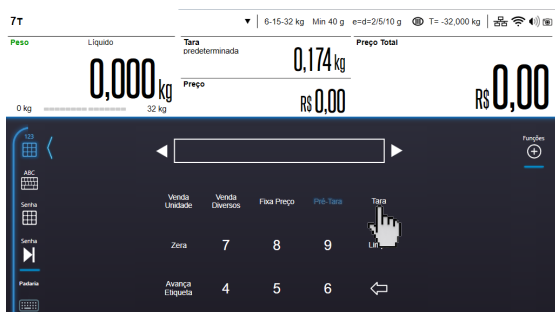 7T
6-15-32 kg Min 40 g e=d=2/5/10 g T= -32,000 kg
Peso Líquido
0,000 kg
0 kg 32 kg
Tara
predeterminada
0,174 kg
Preço
R$ 0,00
Preço Total
R$ 0,00
123
ABC
Senha
Senha
Padaria
Funções
Venda
Unidade
Venda
Diversos
Fixa Preço
Pré-Tara
Tara
Zera
7
8
9
Avança
Etiqueta
4
5
6